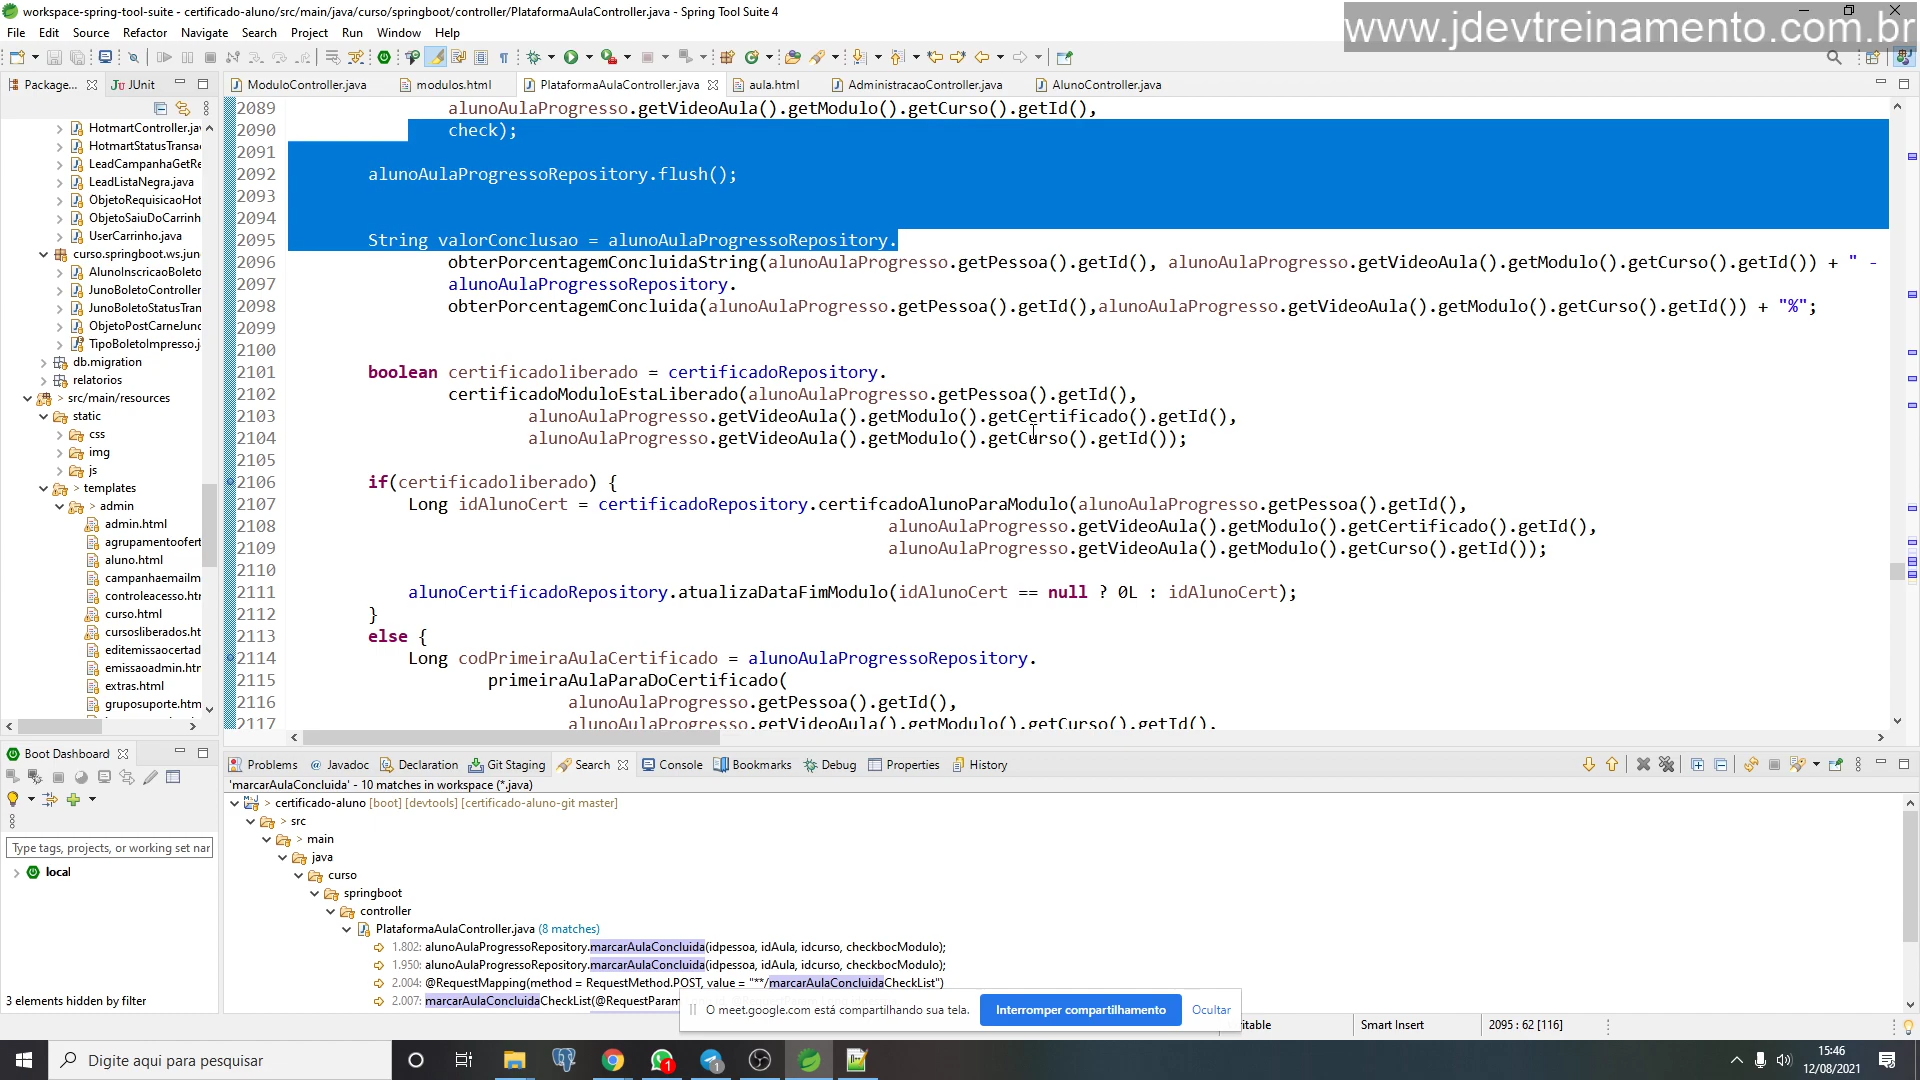 workspace-spring-tool-suite - certificado-aluno/src/main/java/curso/springboot/controller/PlataformaAulaController.java - Spring Tool Suite 4
www.jdevtreinamento.com.br
File Edit Source Refactor Navigate Search Project Run Window Help
Package... JUnit
ModuloController.java modulos.html PlataformaAulaController.java aula.html AdministracaoController.java AlunoController.java
HotmartController.jav
HotmartStatusTransa
LeadCampanhaGetRe
LeadListaNegra.java
ObjetoRequisicaoHot
ObjetoSaiuDoCarrinh
UserCarrinho.java
curso.springboot.ws.jun
AlunoInscricaoBoleto
JunoBoletoController
JunoBoletoStatusTran
ObjetoPostCarneJunc
TipoBoletoImpresso.j
db.migration
relatorios
> src/main/resources
static
css
img
js
> templates
> admin
admin.html
agrupamentoofert
aluno.html
campanhaemailm
controleacesso.htr
curso.html
cursosliberados.ht
editemissaocertad
emissaoadmin.htr
extras.html
gruposuporte.htm
2089 alunoAulaProgresso.getVideoAula().getModulo().getCurso().getId(),
2090 check);
2091
2092 alunoAulaProgressoRepository.flush();
2093
2094
2095 String valorConclusao = alunoAulaProgressoRepository.
2096 obterPorcentagemConcluidaString(alunoAulaProgresso.getPessoa().getId(), alunoAulaProgresso.getVideoAula().getModulo().getCurso().getId()) + " -
2097 alunoAulaProgressoRepository.
2098 obterPorcentagemConcluida(alunoAulaProgresso.getPessoa().getId(),alunoAulaProgresso.getVideoAula().getModulo().getCurso().getId()) + "%";
2099
2100
2101 boolean certificadoliberado = certificadoRepository.
2102 certificadoModuloEstaLiberado(alunoAulaProgresso.getPessoa().getId(),
2103 alunoAulaProgresso.getVideoAula().getModulo().getCertificado().getId(),
2104 alunoAulaProgresso.getVideoAula().getModulo().getCurso().getId());
2105
2106 if(certificadoliberado) {
2107 Long idAlunoCert = certificadoRepository.certifcadoAlunoParaModulo(alunoAulaProgresso.getPessoa().getId(),
2108 alunoAulaProgresso.getVideoAula().getModulo().getCertificado().getId(),
2109 alunoAulaProgresso.getVideoAula().getModulo().getCurso().getId());
2110
2111 alunoCertificadoRepository.atualizaDataFimModulo(idAlunoCert == null ? 0L : idAlunoCert);
2112 }
2113 else {
2114 Long codPrimeiraAulaCertificado = alunoAulaProgressoRepository.
2115 primeiraAulaParaDoCertificado(
2116 alunoAulaProgresso.getPessoa().getId(),
2117 alunoAulaProgresso.getVideoAula().getModulo().getCurso().getId(),
Boot Dashboard
Type tags, projects, or working set nar
local
3 elements hidden by filter
Problems Javadoc Declaration Git Staging Search Console Bookmarks Debug Properties History
'marcarAulaConcluida' - 10 matches in workspace (*.java)
> certificado-aluno [boot] [devtools] [certificado-aluno-git master]
> src
> main
java
curso
springboot
controller
PlataformaAulaController.java (8 matches)
1.802: alunoAulaProgressoRepository.marcarAulaConcluida(idpessoa, idAula, idcurso, checkbocModulo);
1.950: alunoAulaProgressoRepository.marcarAulaConcluida(idpessoa, idAula, idcurso, checkbocModulo);
2.004: @RequestMapping(method = RequestMethod.POST, value = "**/marcarAulaConcluidaCheckList")
2.007: marcarAulaConcluidaCheckList(@RequestParam
O meet.google.com está compartilhando sua tela. Interromper compartilhamento Ocultar
itable Smart Insert 2095 : 62 [116]
Digite aqui para pesquisar
1
1
15:46
12/08/2021